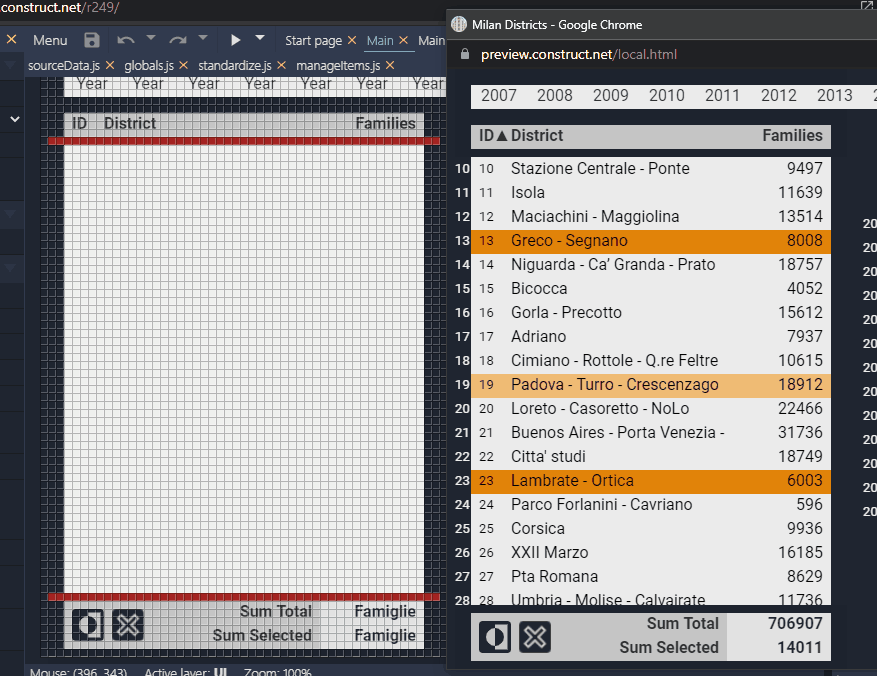 construct.net/r249/
Menu
Start page
Main
Main
sourceData.js
globals.js
standardize.js
manageItems.js
Year Year Year Year Year Year Year
ID District Families
Sum Total Famiglie
Sum Selected Famiglie
Mouse: (396, 343) Active layer: UI Zoom: 100%
Milan Districts - Google Chrome
preview.construct.net/local.html
2007 2008 2009 2010 2011 2012 2013
ID▲District Families
10 10 Stazione Centrale - Ponte 9497
11 11 Isola 11639
12 12 Maciachini - Maggiolina 13514
13 13 Greco - Segnano 8008
14 14 Niguarda - Ca’ Granda - Prato 18757
15 15 Bicocca 4052
16 16 Gorla - Precotto 15612
17 17 Adriano 7937
18 18 Cimiano - Rottole - Q.re Feltre 10615
19 19 Padova - Turro - Crescenzago 18912
20 20 Loreto - Casoretto - NoLo 22466
21 21 Buenos Aires - Porta Venezia - 31736
22 22 Citta' studi 18749
23 23 Lambrate - Ortica 6003
24 24 Parco Forlanini - Cavriano 596
25 25 Corsica 9936
26 26 XXII Marzo 16185
27 27 Pta Romana 8629
28 28 Umbria - Molise - Calvairate 11736
Sum Total 706907
Sum Selected 14011
20
20
20
20
20
20
20
20
20
20
20
20
20